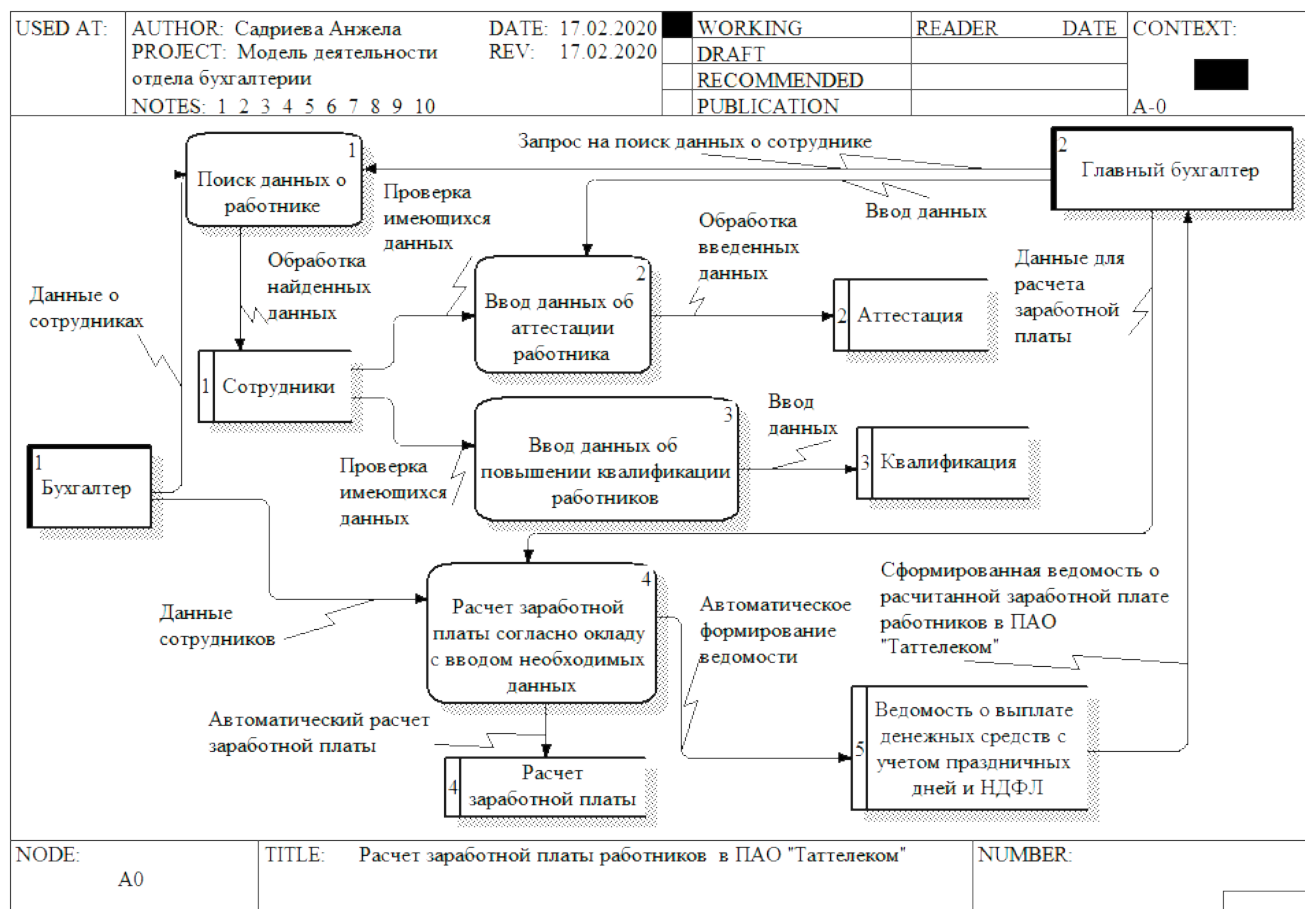 USED AT:
AUTHOR: Садриева Анжела
DATE: 17.02.2020
PROJECT: Модель деятельности
отдела бухгалтерии
REV: 17.02.2020
NOTES: 1 2 3 4 5 6 7 8 9 10
WORKING
DRAFT
RECOMMENDED
PUBLICATION
READER DATE
CONTEXT:
A-0
1
Поиск данных о
работнике
Запрос на поиск данных о сотруднике
2
Главный бухгалтер
Ввод данных
Проверка
имеющихся
данных
Обработка
введенных
данных
Данные для
расчета
заработной
платы
Обработка
найденных
данных
Данные о
сотрудниках
2
Ввод данных об
аттестации
работника
2 Аттестация
1 Сотрудники
3
Ввод данных об
повышении квалификации
работников
Ввод
данных
3 Квалификация
1
Бухгалтер
Проверка
имеющихся
данных
Данные
сотрудников
4
Расчет заработной
платы согласно окладу
с вводом необходимых
данных
Автоматическое
формирование
ведомости
Сформированная ведомость о
расчитанной заработной плате
работников в ПАО
"Таттелеком"
Автоматический расчет
заработной платы
4
Расчет
заработной платы
5
Ведомость о выплате
денежных средств с
учетом праздничных
дней и НДФЛ
NODE:
A0
TITLE: Расчет заработной платы работников в ПАО "Таттелеком"
NUMBER: